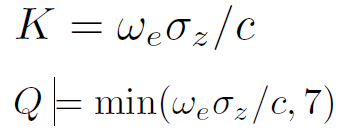 K = ωₑσ_z/c
Q = min(ωₑσ_z/c, 7)